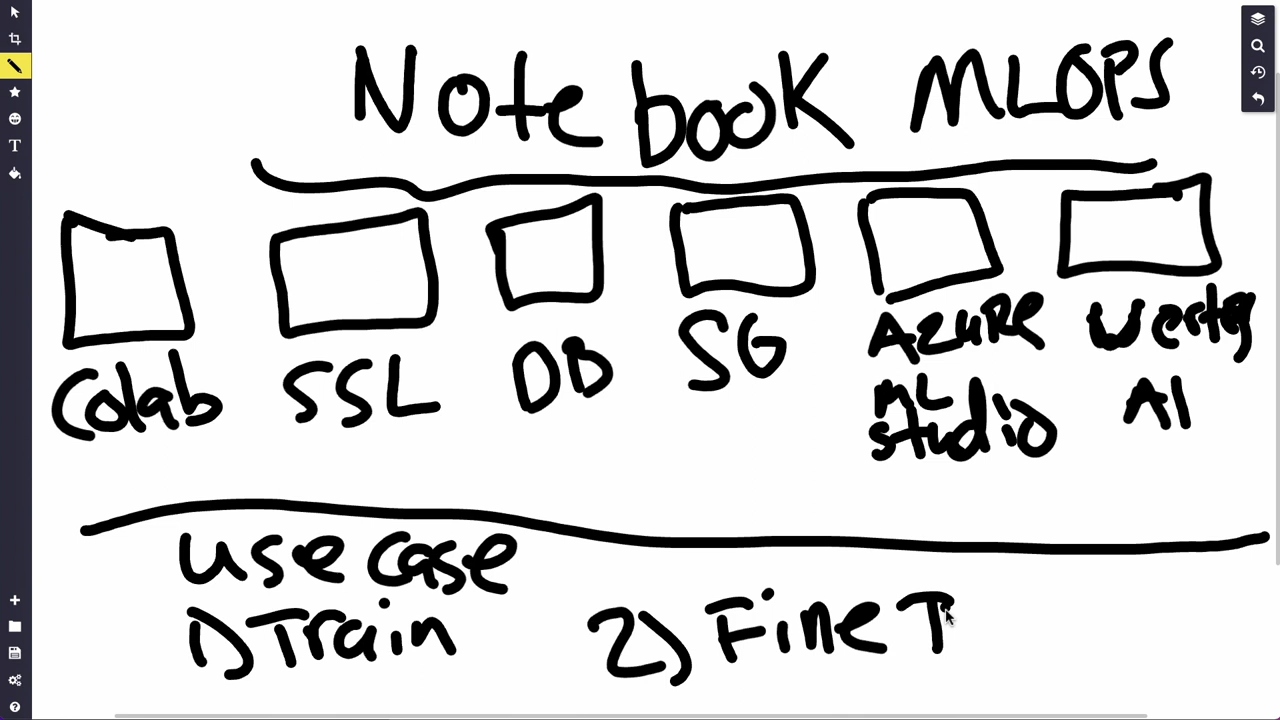 Notebook MLOPS
Colab SSL DB SG Azure ML Studio Vertex AI
use case
1) Train 2) Fine T